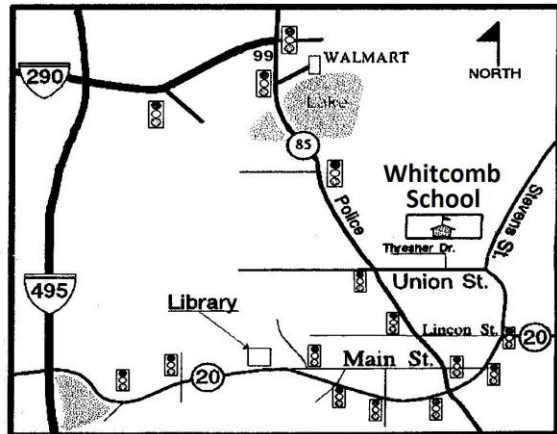 99
WALMART
290
NORTH
Lake
85
Whitcomb
School
Police
Stevens St.
Thresher Dr.
Union St.
495
Library
Lincon St.
20
Main St.
20